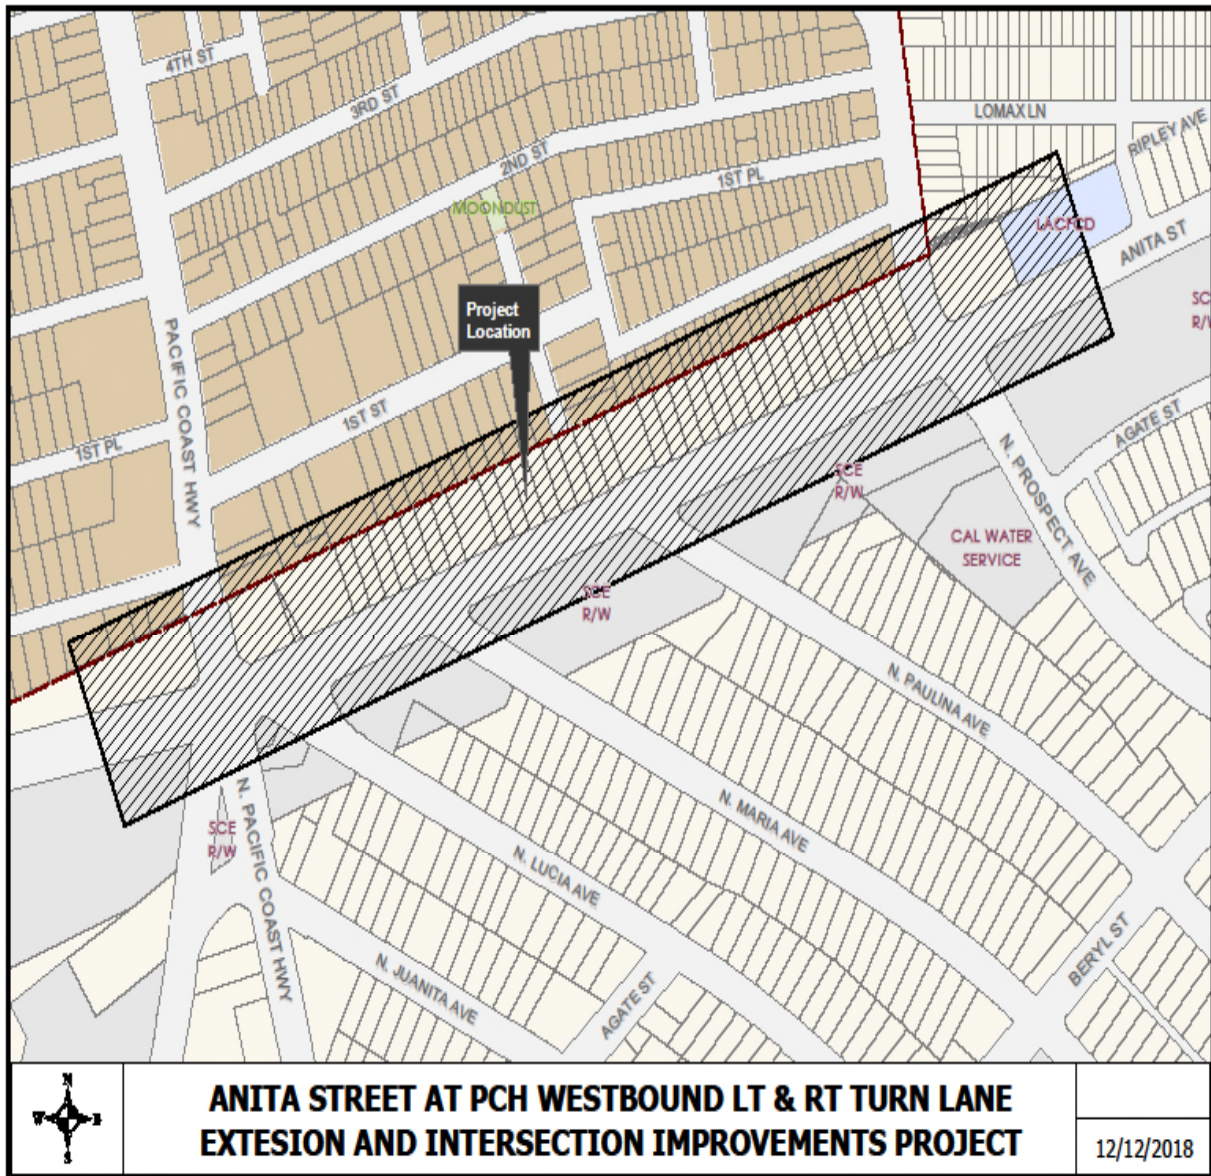 4TH ST
3RD ST
LOMAX LN
RIPLEY AVE
2ND ST
1ST PL
MOONDUST
LACFCD
ANITA ST
Project
Location
PACIFIC COAST HWY
1ST ST
1ST PL
AGATE ST
SCE
R/W
N. PROSPECT AVE
CAL WATER
SERVICE
SCE
R/W
N. PAULINA AVE
N. MARIA AVE
SCE
R/W
N. PACIFIC COAST HWY
N. LUCIA AVE
BERYL ST
N. JUANITA AVE
AGATE ST
N
W E
S
ANITA STREET AT PCH WESTBOUND LT & RT TURN LANE
EXTESION AND INTERSECTION IMPROVEMENTS PROJECT
12/12/2018